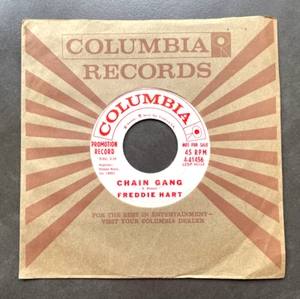 COLUMBIA
RECORDS
COLUMBIA
PROMOTION
RECORD
NOT FOR SALE
45 RPM
4-41456
CHAIN GANG
FREDDIE HART
FOR THE BEST IN ENTERTAINMENT—
VISIT YOUR COLUMBIA DEALER